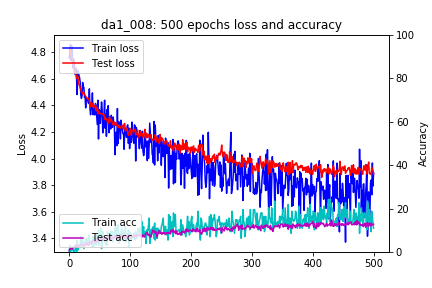 da1_008: 500 epochs loss and accuracy
Train loss
Test loss
Train acc
Test acc
Loss
4.8
4.6
4.4
4.2
4.0
3.8
3.6
3.4
0
100
200
300
400
500
100
80
60
40
20
0
Accuracy